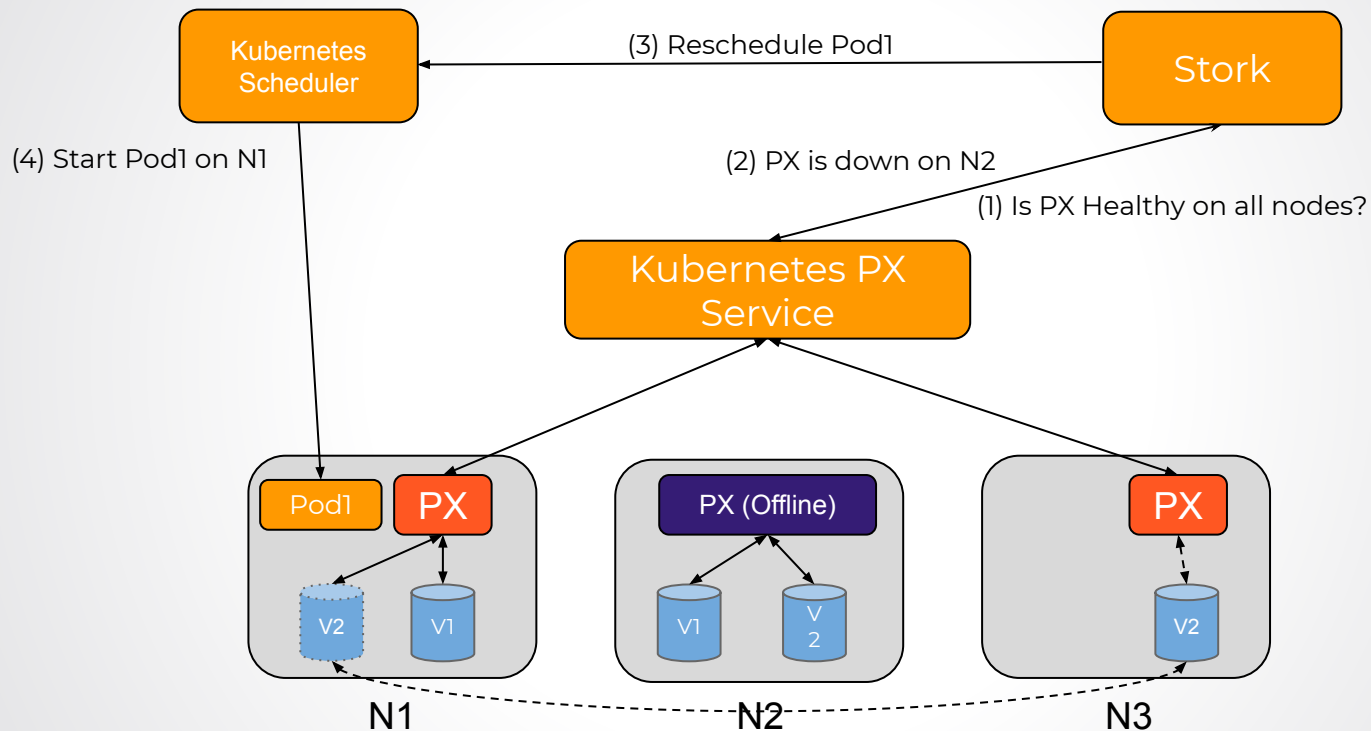 Kubernetes
Scheduler
(3) Reschedule Pod1
Stork
(4) Start Pod1 on N1
(2) PX is down on N2
(1) Is PX Healthy on all nodes?
Kubernetes PX
Service
Pod1
PX
V2
V1
PX (Offline)
V1
V
2
PX
V2
N1
N2
N3